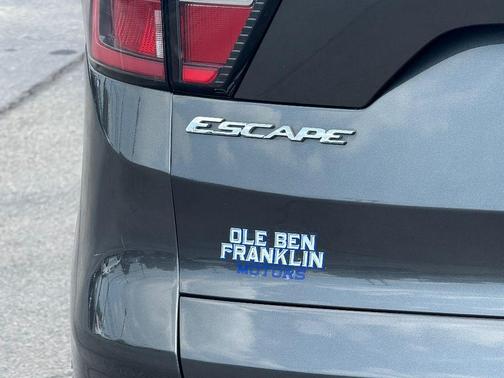 ESCAPE
OLE BEN
FRANKLIN
MOTORS